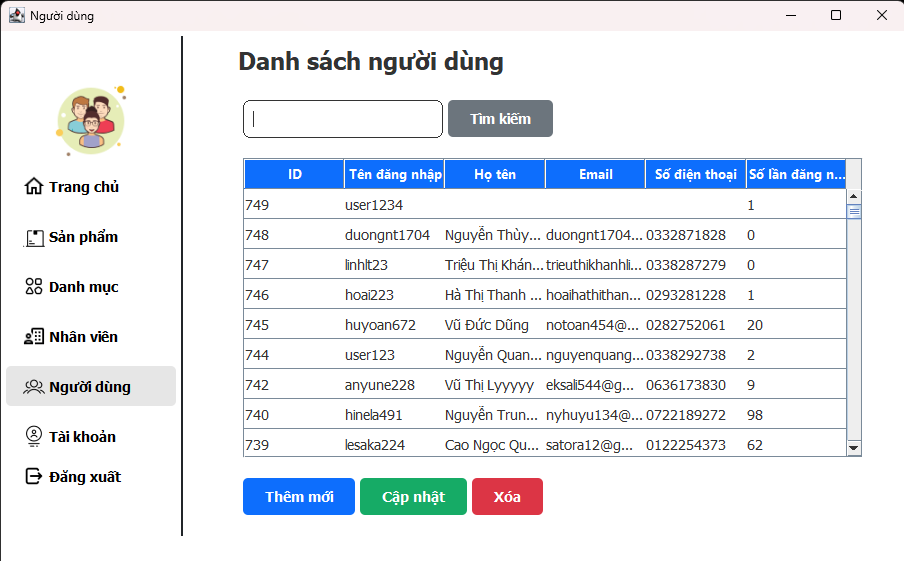 Người dùng
Danh sách người dùng
Tìm kiếm
Trang chủ
Sản phẩm
Danh mục
Nhân viên
Người dùng
Tài khoản
Đăng xuất
ID Tên đăng nhập Họ tên Email Số điện thoại Số lần đăng n...
749 user1234 1
748 duongnt1704 Nguyễn Thùy... duongnt1704... 0332871828 0
747 linhlt23 Triệu Thị Khán... trieuthikhanhli... 0338287279 0
746 hoai223 Hà Thị Thanh ... hoaihathithan... 0293281228 1
745 huyoan672 Vũ Đức Dũng notoan454@... 0282752061 20
744 user123 Nguyễn Quan... nguyenquang... 0338292738 2
742 anyune228 Vũ Thị Lyyyyy eksali544@g... 0636173830 9
740 hinela491 Nguyễn Trun... nyhuyu134@... 0722189272 98
739 lesaka224 Cao Ngọc Qu... satora12@g... 0122254373 62
Thêm mới Cập nhật Xóa